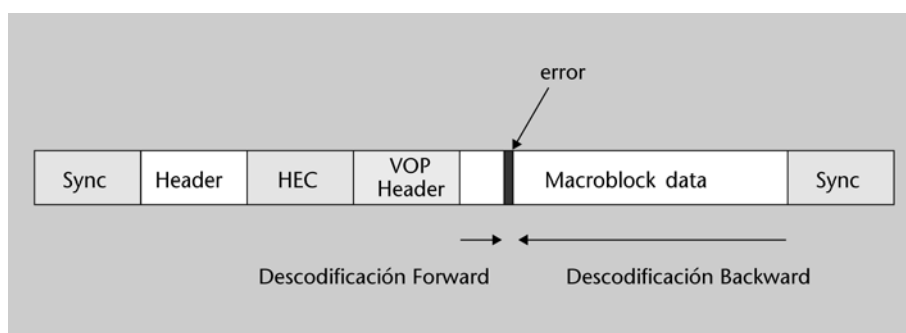 error
Sync
Header
HEC
VOP
Header
Macroblock data
Sync
Descodificación Forward
Descodificación Backward